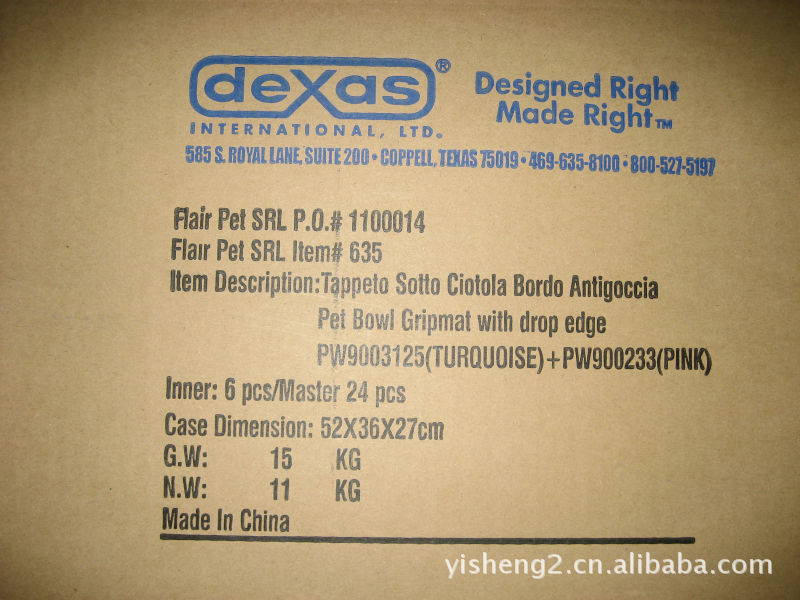 dexas®
Designed Right
Made Right™
INTERNATIONAL, LTD.
585 S. ROYAL LANE, SUITE 200 • COPPELL, TEXAS 75019 • 469-635-8100 • 800-527-5197
Flair Pet SRL P.O.# 1100014
Flair Pet SRL Item# 635
Item Description:Tappeto Sotto Ciotola Bordo Antigoccia
Pet Bowl Gripmat with drop edge
PW9003125(TURQUOISE)+PW900233(PINK)
Inner: 6 pcs/Master 24 pcs
Case Dimension: 52X36X27cm
G.W: 15 KG
N.W: 11 KG
Made In China
yisheng2.cn.alibaba.com